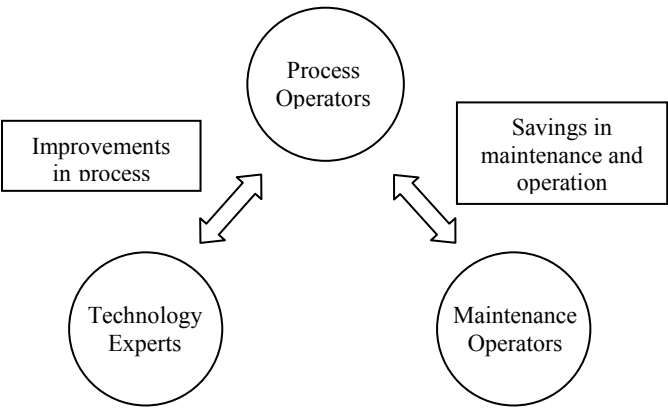 Process
Operators
Improvements
in process
Savings in
maintenance and
operation
Technology
Experts
Maintenance
Operators